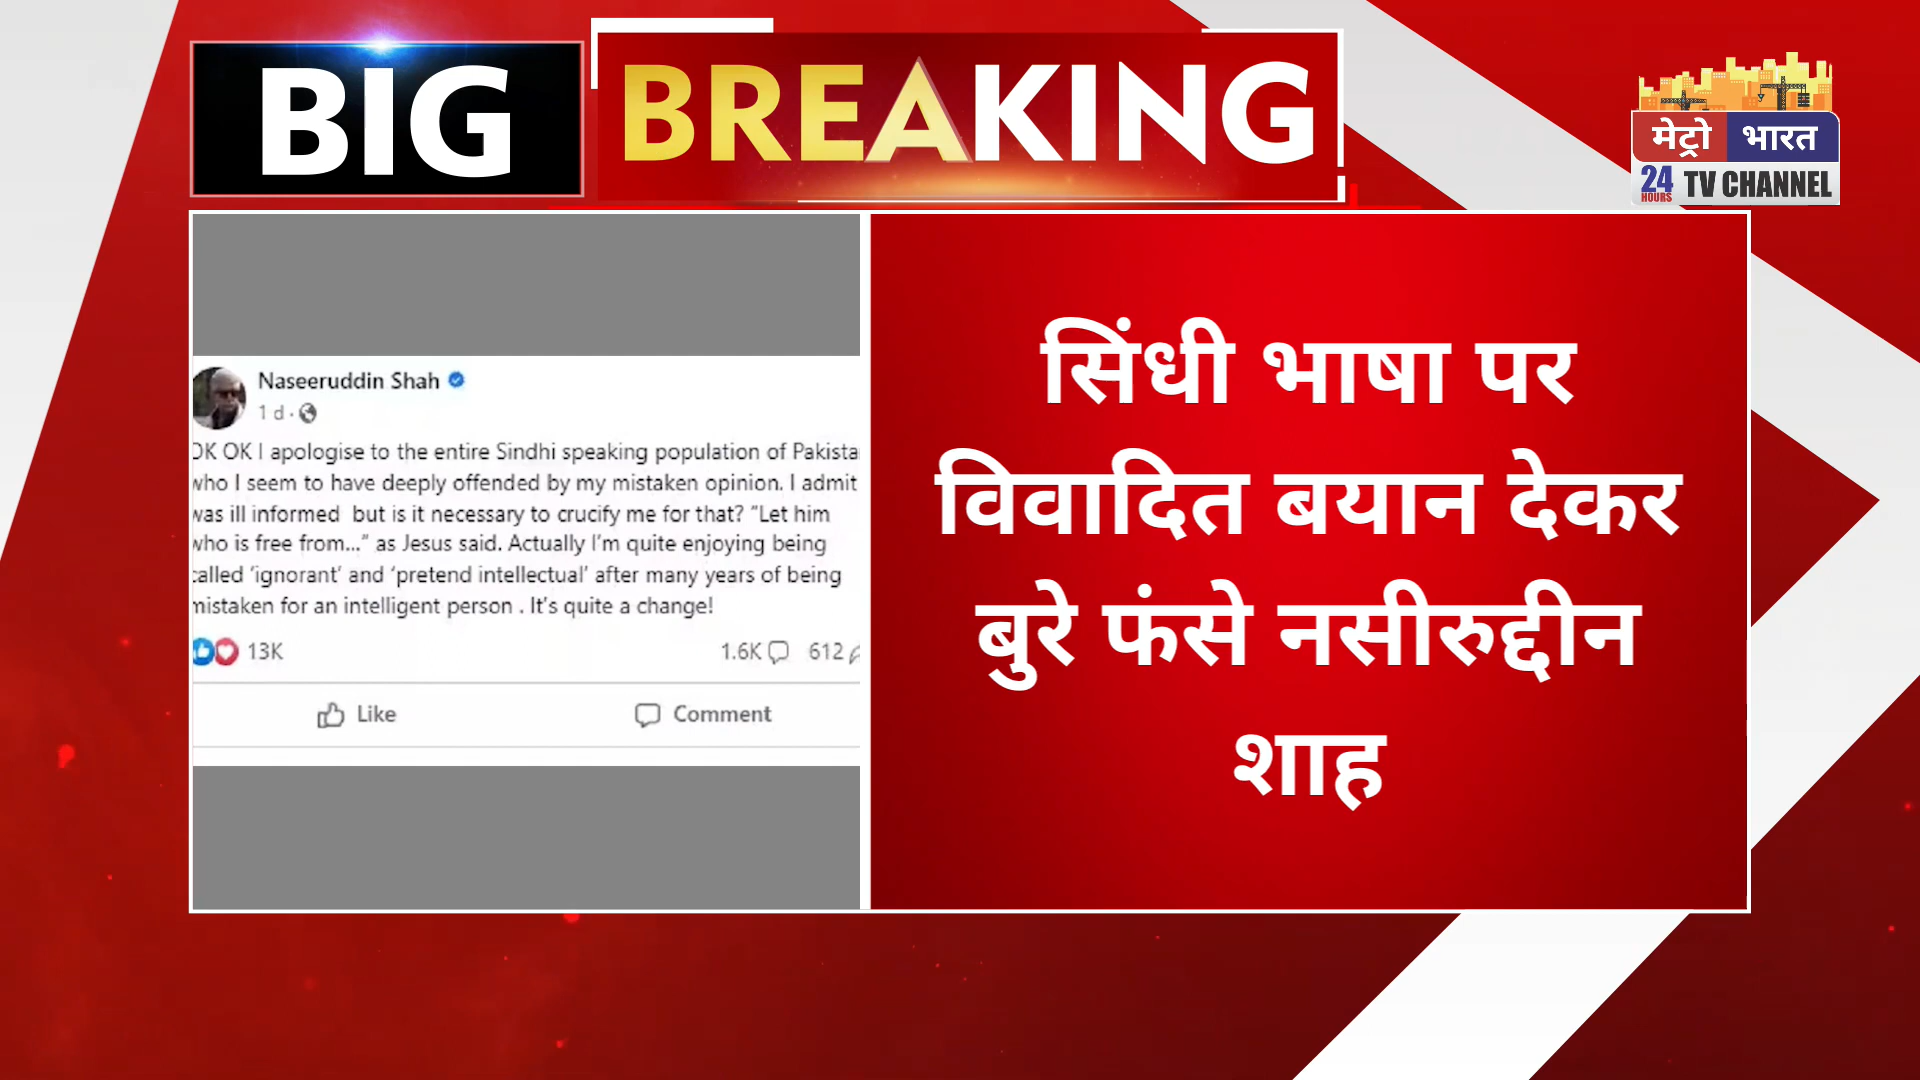 BIG BREAKING
मेट्रो भारत
24 HOURS TV CHANNEL
Naseeruddin Shah
1 d ·
OK OK I apologise to the entire Sindhi speaking population of Pakista
who I seem to have deeply offended by my mistaken opinion. I admit
was ill informed but is it necessary to crucify me for that? "Let him
who is free from..." as Jesus said. Actually I'm quite enjoying being
called 'ignorant' and 'pretend intellectual' after many years of being
mistaken for an intelligent person . It's quite a change!
13K 1.6K 612
Like Comment
सिंधी भाषा पर
विवादित बयान देकर
बुरे फंसे नसीरुद्दीन
शाह